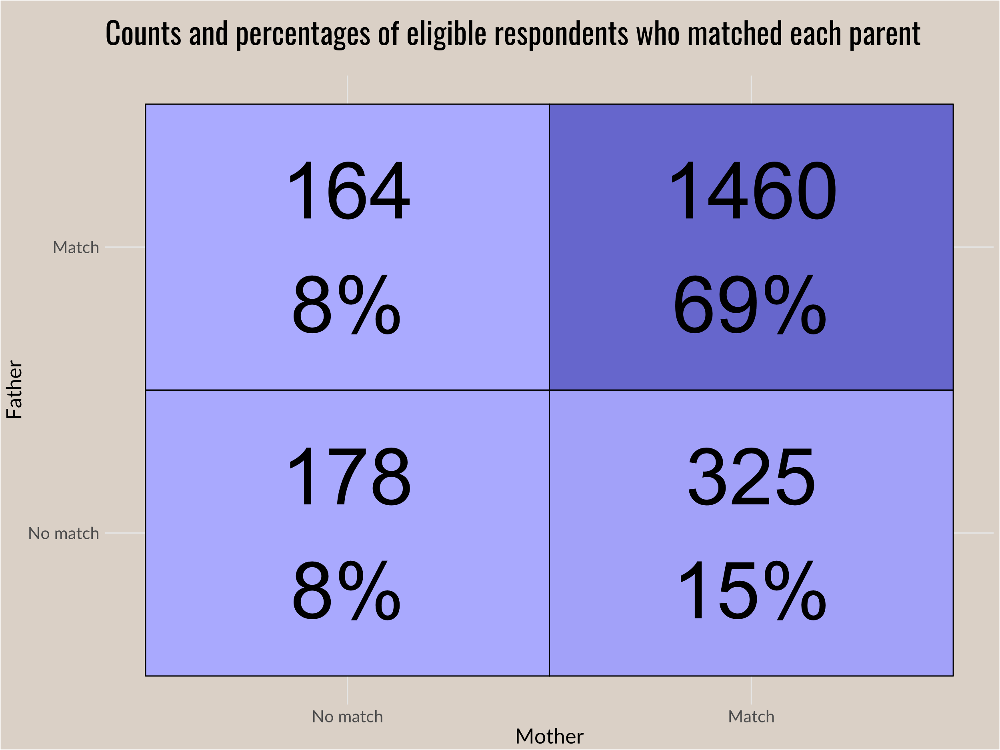 Counts and percentages of eligible respondents who matched each parent
164
1460
Match
8%
69%
Father
178
325
No match
8%
15%
No match
Match
Mother